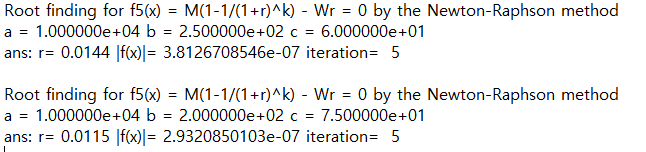 Root finding for f5(x) = M(1-1/(1+r)^k) - Wr = 0 by the Newton-Raphson method
a = 1.000000e+04 b = 2.500000e+02 c = 6.000000e+01
ans: r= 0.0144 |f(x)|= 3.8126708546e-07 iteration=  5
Root finding for f5(x) = M(1-1/(1+r)^k) - Wr = 0 by the Newton-Raphson method
a = 1.000000e+04 b = 2.000000e+02 c = 7.500000e+01
ans: r= 0.0115 |f(x)|= 2.9320850103e-07 iteration=  5